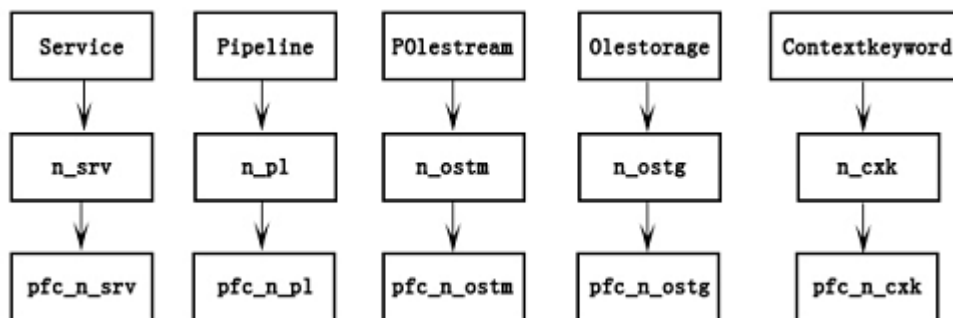 Service Pipeline POlestream Olestorage Contextkeyword
n_srv n_pl n_ostm n_ostg n_cxk
pfc_n_srv pfc_n_pl pfc_n_ostm pfc_n_ostg pfc_n_cxk